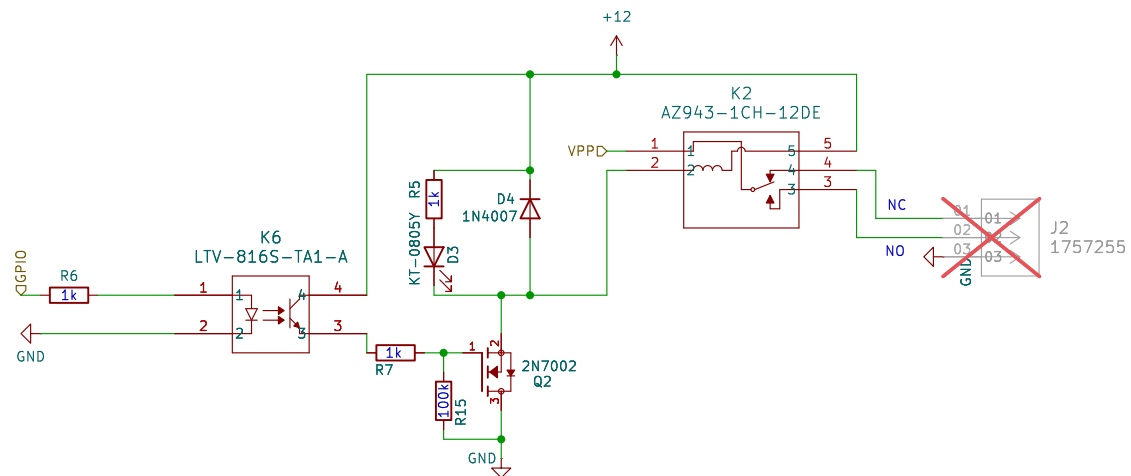 +12
K2
AZ943-1CH-12DE
VPP
1
1
5
5
2
2
4
4
3
3
NC
01
01
02
NO
03
03
GND
J2
1757255
R5
1k
KT-0805Y
D3
D4
1N4007
K6
LTV-816S-TA1-A
GPIO
R6
1k
1
1
4
4
2
2
3
3
GND
1k
R7
1
2
3
2N7002
Q2
100k
R15
GND